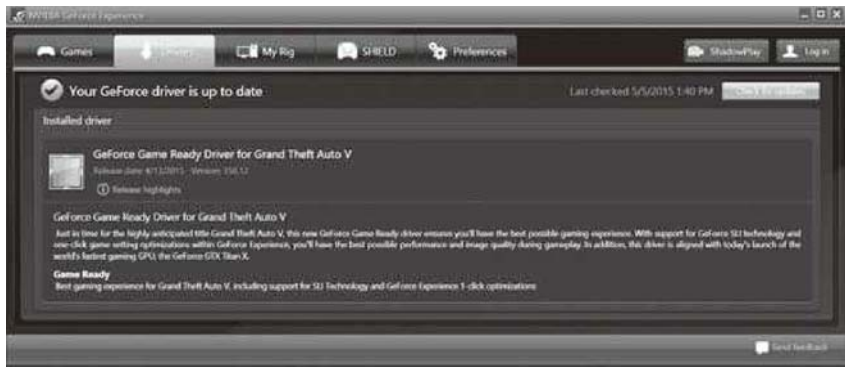 NVIDIA GeForce Experience
Games
Drivers
My Rig
SHIELD
Preferences
ShadowPlay
Log in
Your GeForce driver is up to date
Last checked 5/5/2015 1:40 PM
Check for updates
Installed driver
GeForce Game Ready Driver for Grand Theft Auto V
Release date: 4/13/2015 Version: 350.12
Release highlights
GeForce Game Ready Driver for Grand Theft Auto V
Just in time for the highly anticipated title Grand Theft Auto V, this new GeForce Game Ready driver ensures you'll have the best possible gaming experience. With support for GeForce SLI technology and
one-click game setting optimizations within GeForce Experience, you'll have the best possible performance and image quality during gameplay. In addition, this driver is aligned with today's launch of the
world's fastest gaming GPU, the GeForce GTX Titan X.
Game Ready
Best gaming experience for Grand Theft Auto V, including support for SLI Technology and GeForce Experience 1-click optimizations
Send feedback